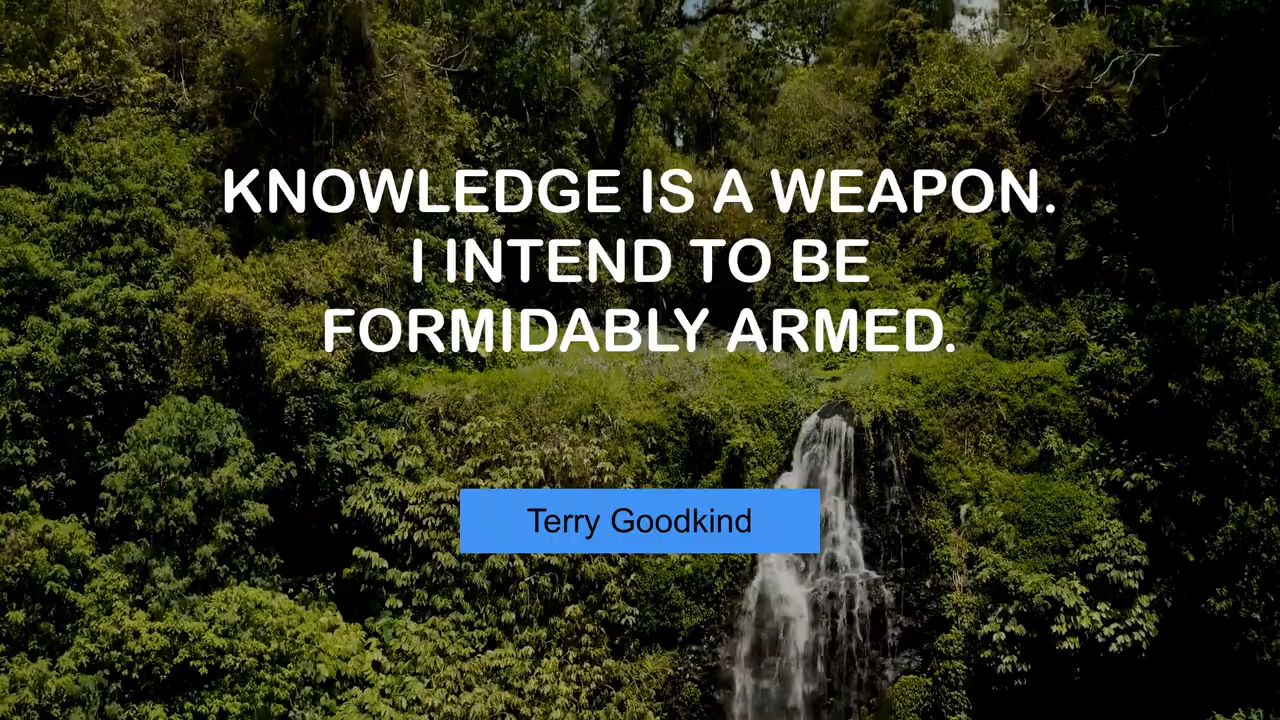 KNOWLEDGE IS A WEAPON.
I INTEND TO BE
FORMIDABLY ARMED.
Terry Goodkind